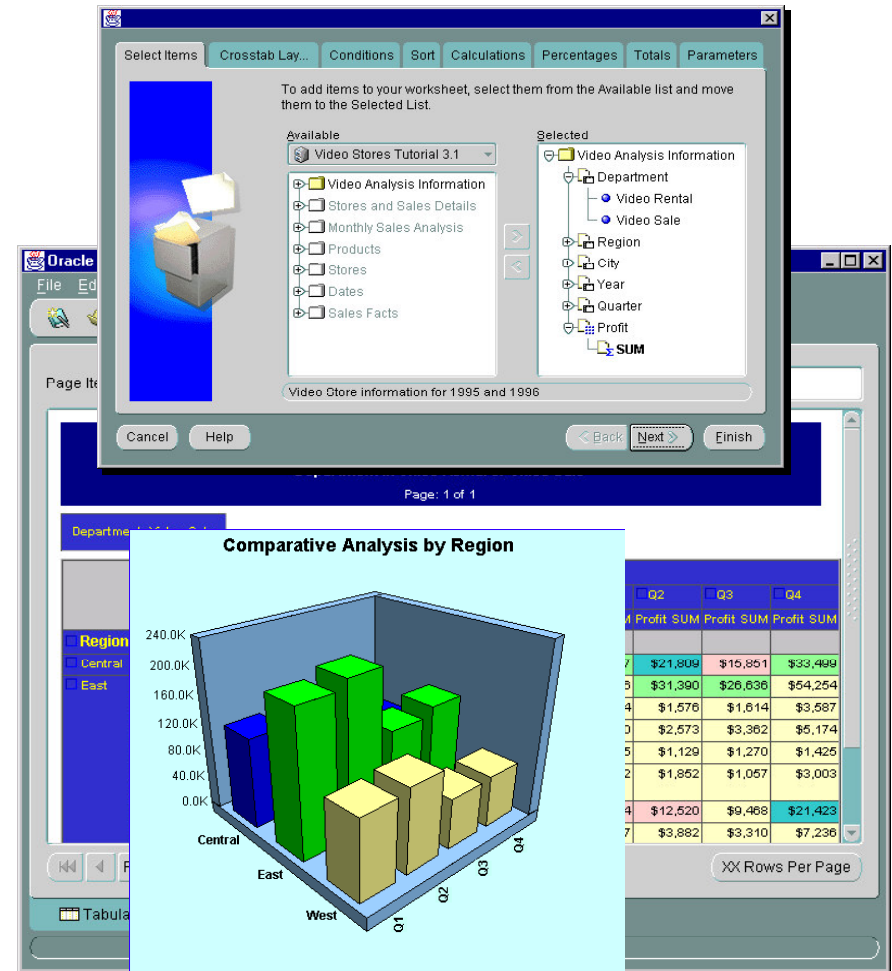 Select Items Crosstab Lay... Conditions Sort Calculations Percentages Totals Parameters
To add items to your worksheet, select them from the Available list and move
them to the Selected List.
Available
Video Stores Tutorial 3.1
Video Analysis Information
Stores and Sales Details
Monthly Sales Analysis
Products
Stores
Dates
Sales Facts
Selected
Video Analysis Information
Department
Video Rental
Video Sale
Region
City
Year
Quarter
Profit
SUM
Video Store information for 1995 and 1996
Cancel Help < Back Next > Finish
Oracle
File Ed
Page Ite
Page: 1 of 1
Departme
Q2 Q3 Q4
Profit SUM Profit SUM Profit SUM
Region
Central $21,809 $15,851 $33,499
East $31,390 $26,636 $54,254
$1,576 $1,614 $3,587
$2,573 $3,362 $5,174
$1,129 $1,270 $1,425
$1,852 $1,057 $3,003
$12,520 $9,468 $21,423
$3,882 $3,310 $7,236
Comparative Analysis by Region
240.0K
200.0K
160.0K
120.0K
80.0K
40.0K
0.0K
Central
East
West
Q1
Q2
Q3
Q4
XX Rows Per Page
Tabula